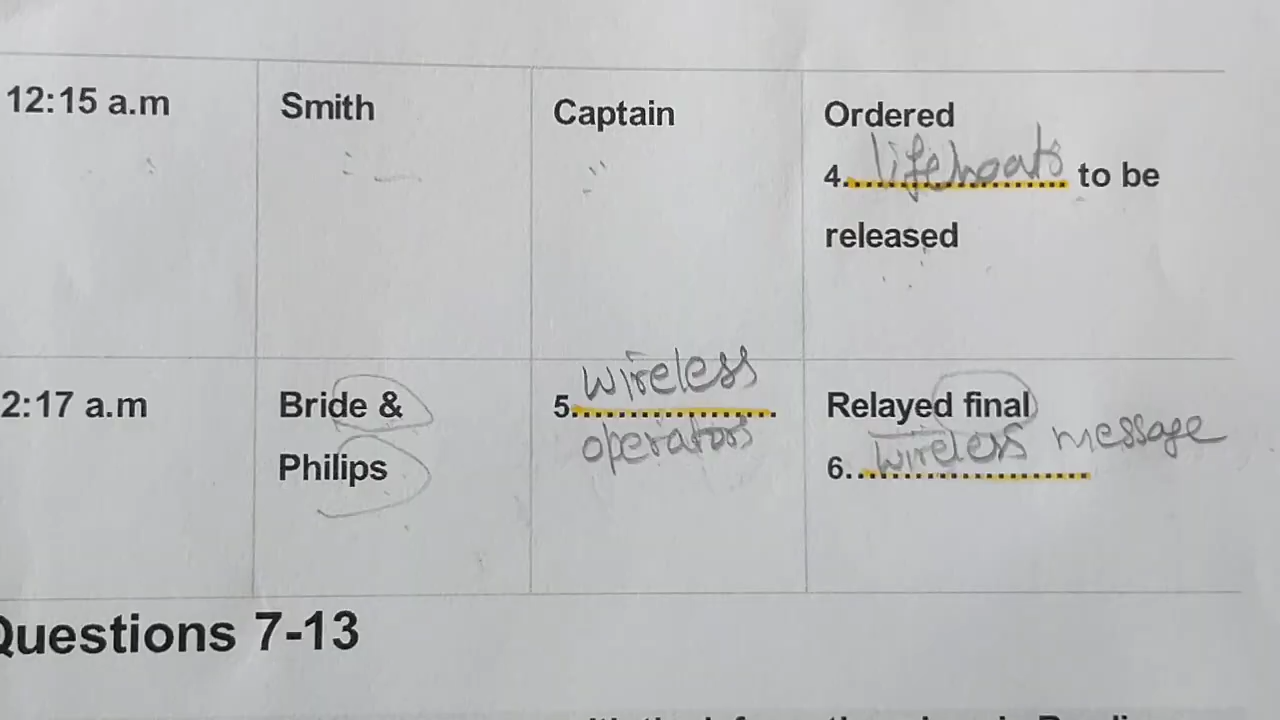 12:15 a.m Smith Captain Ordered
4. lifeboats to be
released
wireless
2:17 a.m Bride & 5. Relayed final
operators wireless message
Philips 6.
Questions 7-13